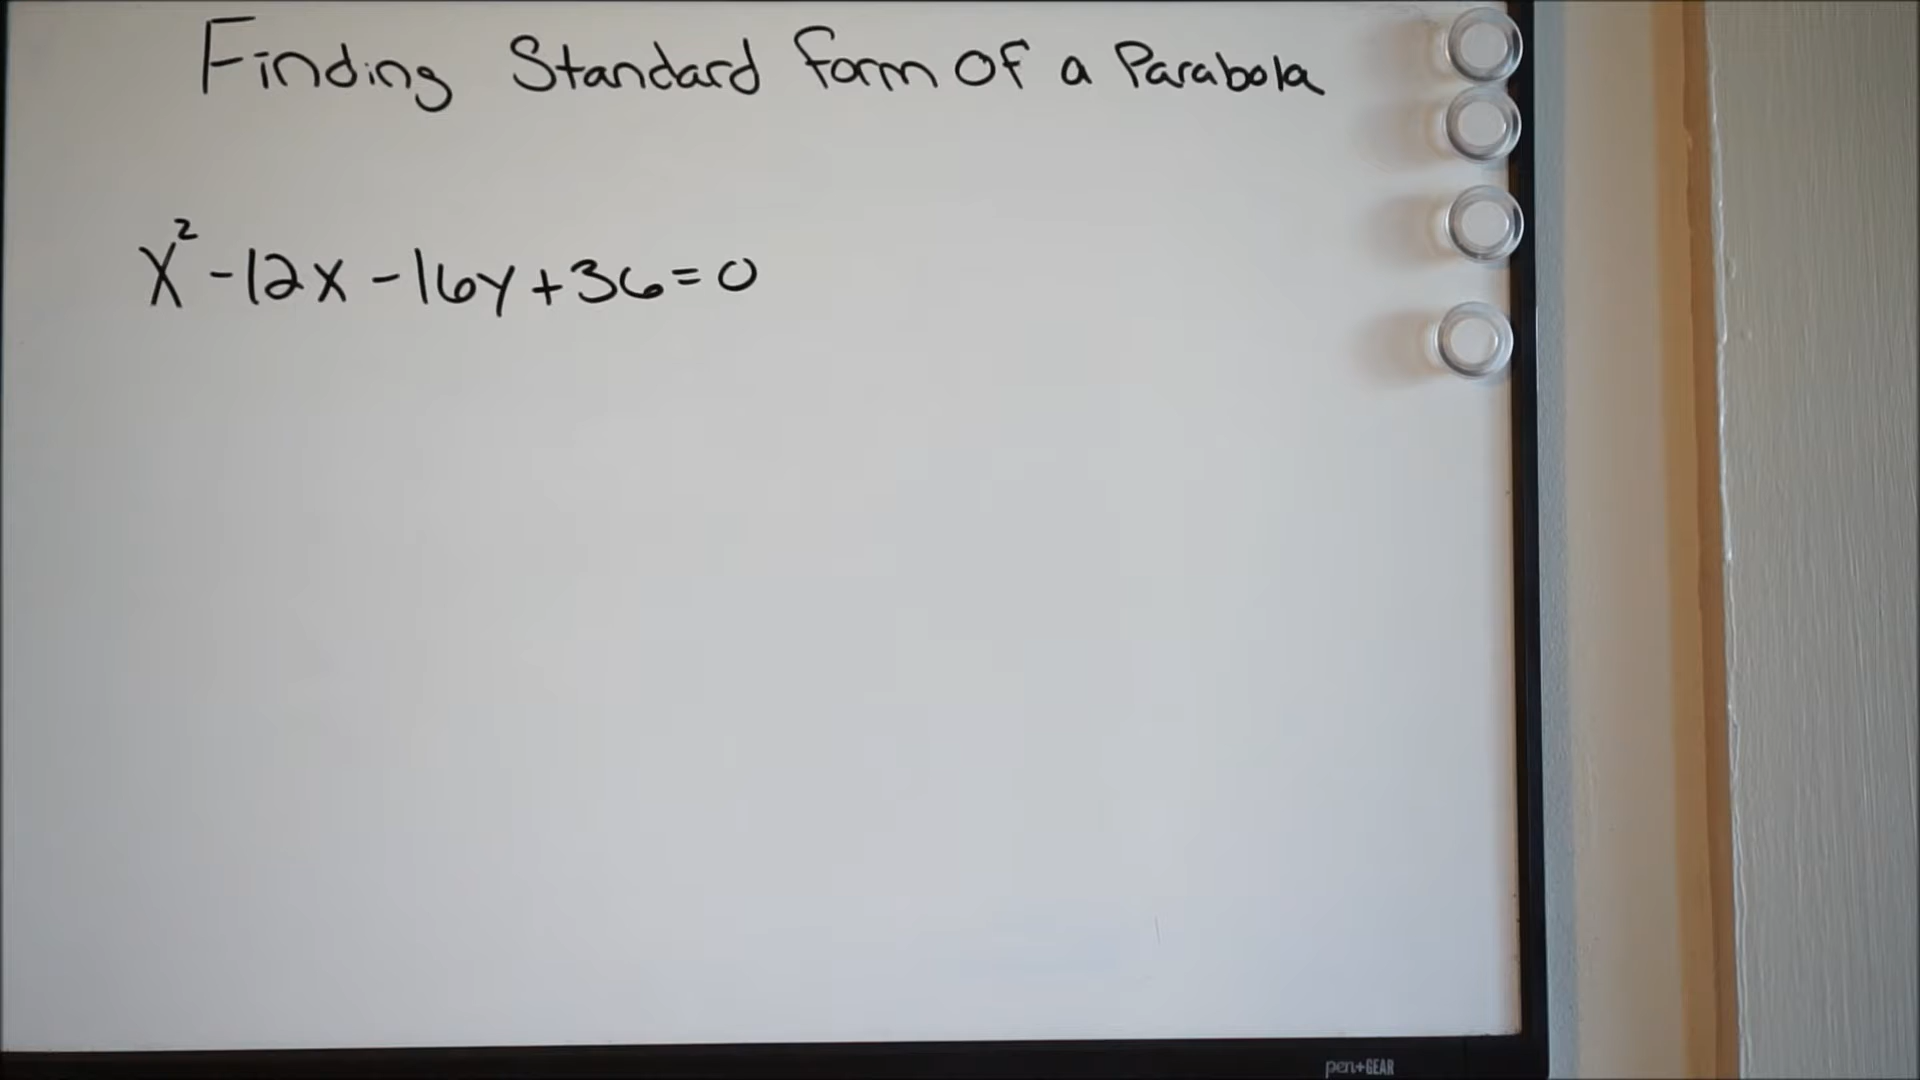 Finding Standard Form Of a Parabola
x² - 12x - 16y + 36 = 0
pen+GEAR